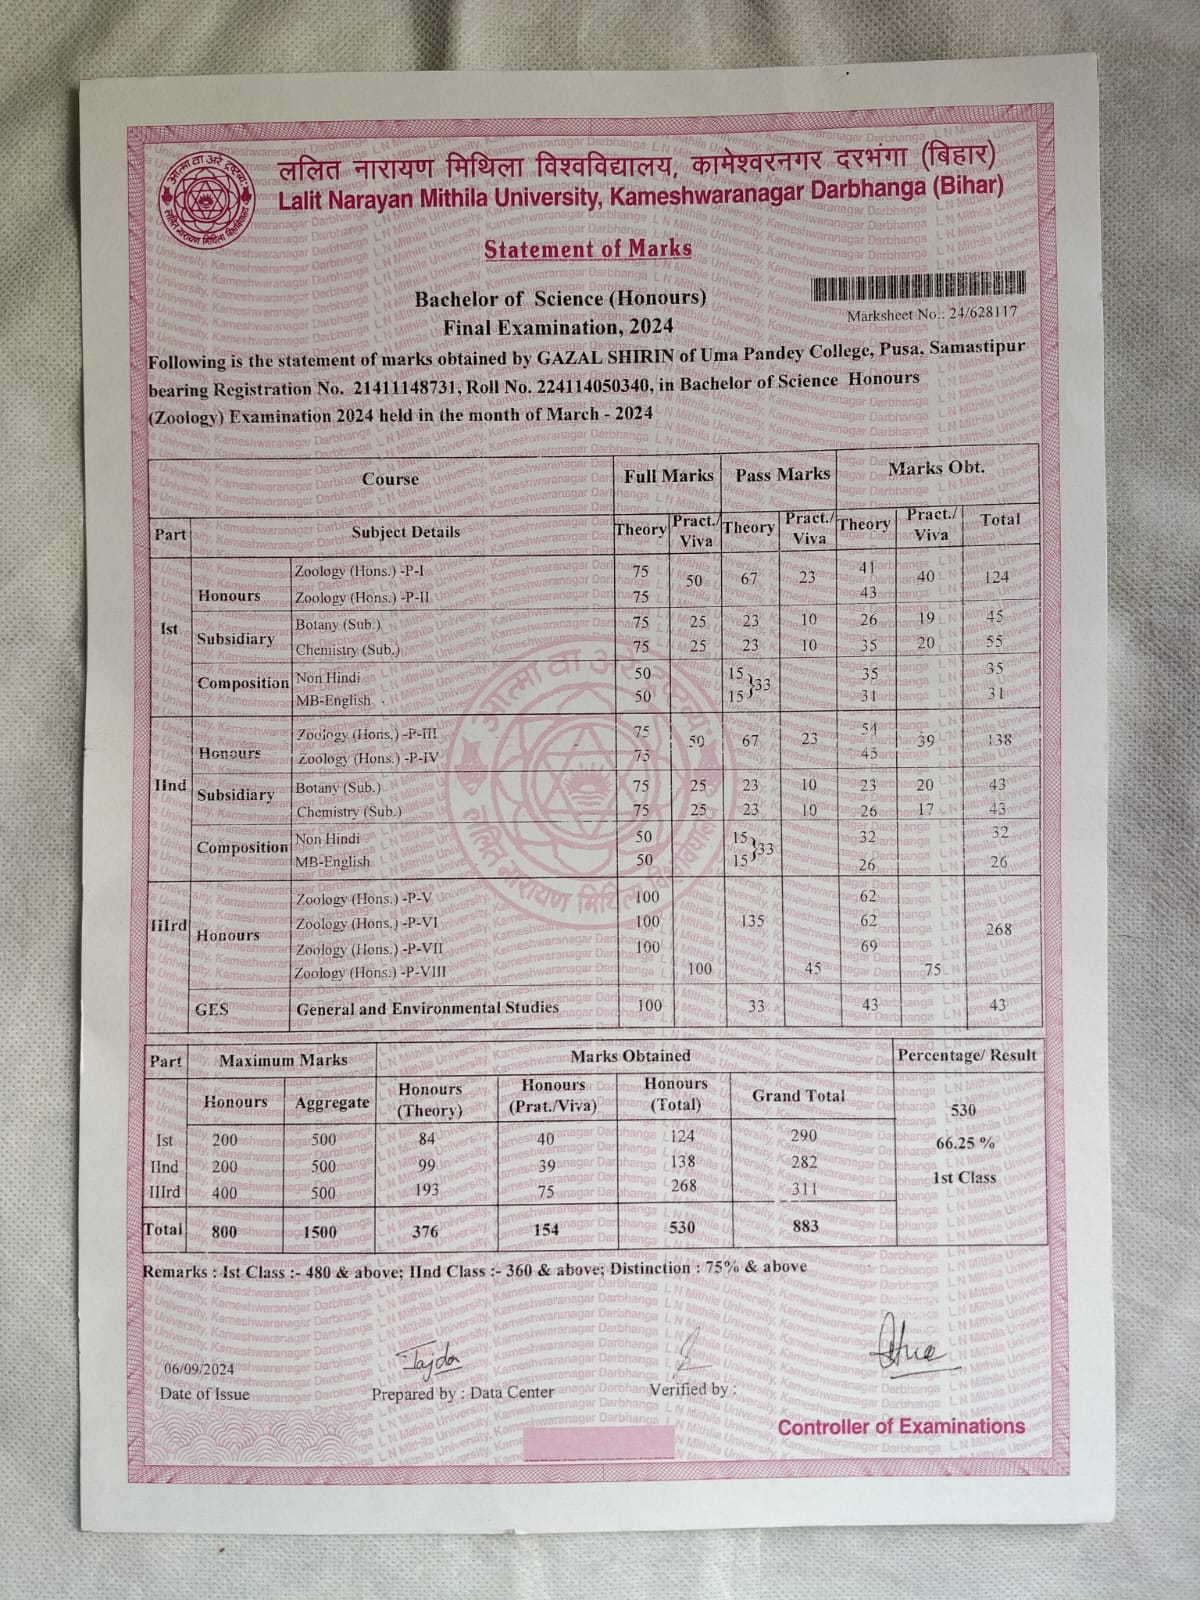 ललित नारायण मिथिला विश्वविद्यालय, कामेश्वरनगर दरभंगा (बिहार)
Lalit Narayan Mithila University, Kameshwaranagar Darbhanga (Bihar)
Statement of Marks
Bachelor of Science (Honours)
Final Examination, 2024
Marksheet No.: 24/628117
Following is the statement of marks obtained by GAZAL SHIRIN of Uma Pandey College, Pusa, Samastipur
bearing Registration No. 21411148731, Roll No. 224114050340, in Bachelor of Science Honours
(Zoology) Examination 2024 held in the month of March - 2024
Course Full Marks Pass Marks Marks Obt.
Part Subject Details Theory Pract./Viva Theory Pract./Viva Theory Pract./Viva Total
Ist Honours Zoology (Hons.) -P-I 75 50 67 23 41 40 124
Zoology (Hons.) -P-II 75 43
Subsidiary Botany (Sub.) 75 25 23 10 26 19 45
Chemistry (Sub.) 75 25 23 10 35 20 55
Composition Non Hindi 50 15 }33 35 35
MB-English 50 15 31 31
IInd Honours Zoology (Hons.) -P-III 75 50 67 23 54 39 138
Zoology (Hons.) -P-IV 75 45
Subsidiary Botany (Sub.) 75 25 23 10 23 20 43
Chemistry (Sub.) 75 25 23 10 26 17 43
Composition Non Hindi 50 15 }33 32 32
MB-English 50 15 26 26
IIIrd Honours Zoology (Hons.) -P-V 100 135 62 268
Zoology (Hons.) -P-VI 100 62
Zoology (Hons.) -P-VII 100 69
Zoology (Hons.) -P-VIII 100 45 75
GES General and Environmental Studies 100 33 43 43
Part Maximum Marks Marks Obtained Percentage/ Result
Honours Aggregate Honours (Theory) Honours (Prat./Viva) Honours (Total) Grand Total
Ist 200 500 84 40 124 290 530
IInd 200 500 99 39 138 282 66.25 %
IIIrd 400 500 193 75 268 311 1st Class
Total 800 1500 376 154 530 883
Remarks : Ist Class :- 480 & above; IInd Class :- 360 & above; Distinction : 75% & above
06/09/2024
Date of Issue
Prepared by : Data Center
Verified by :
Controller of Examinations